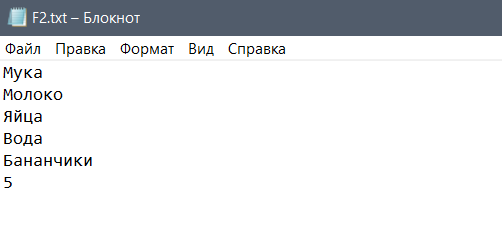 F2.txt – Блокнот
Файл Правка Формат Вид Справка
Мука
Молоко
Яйца
Вода
Бананчики
5